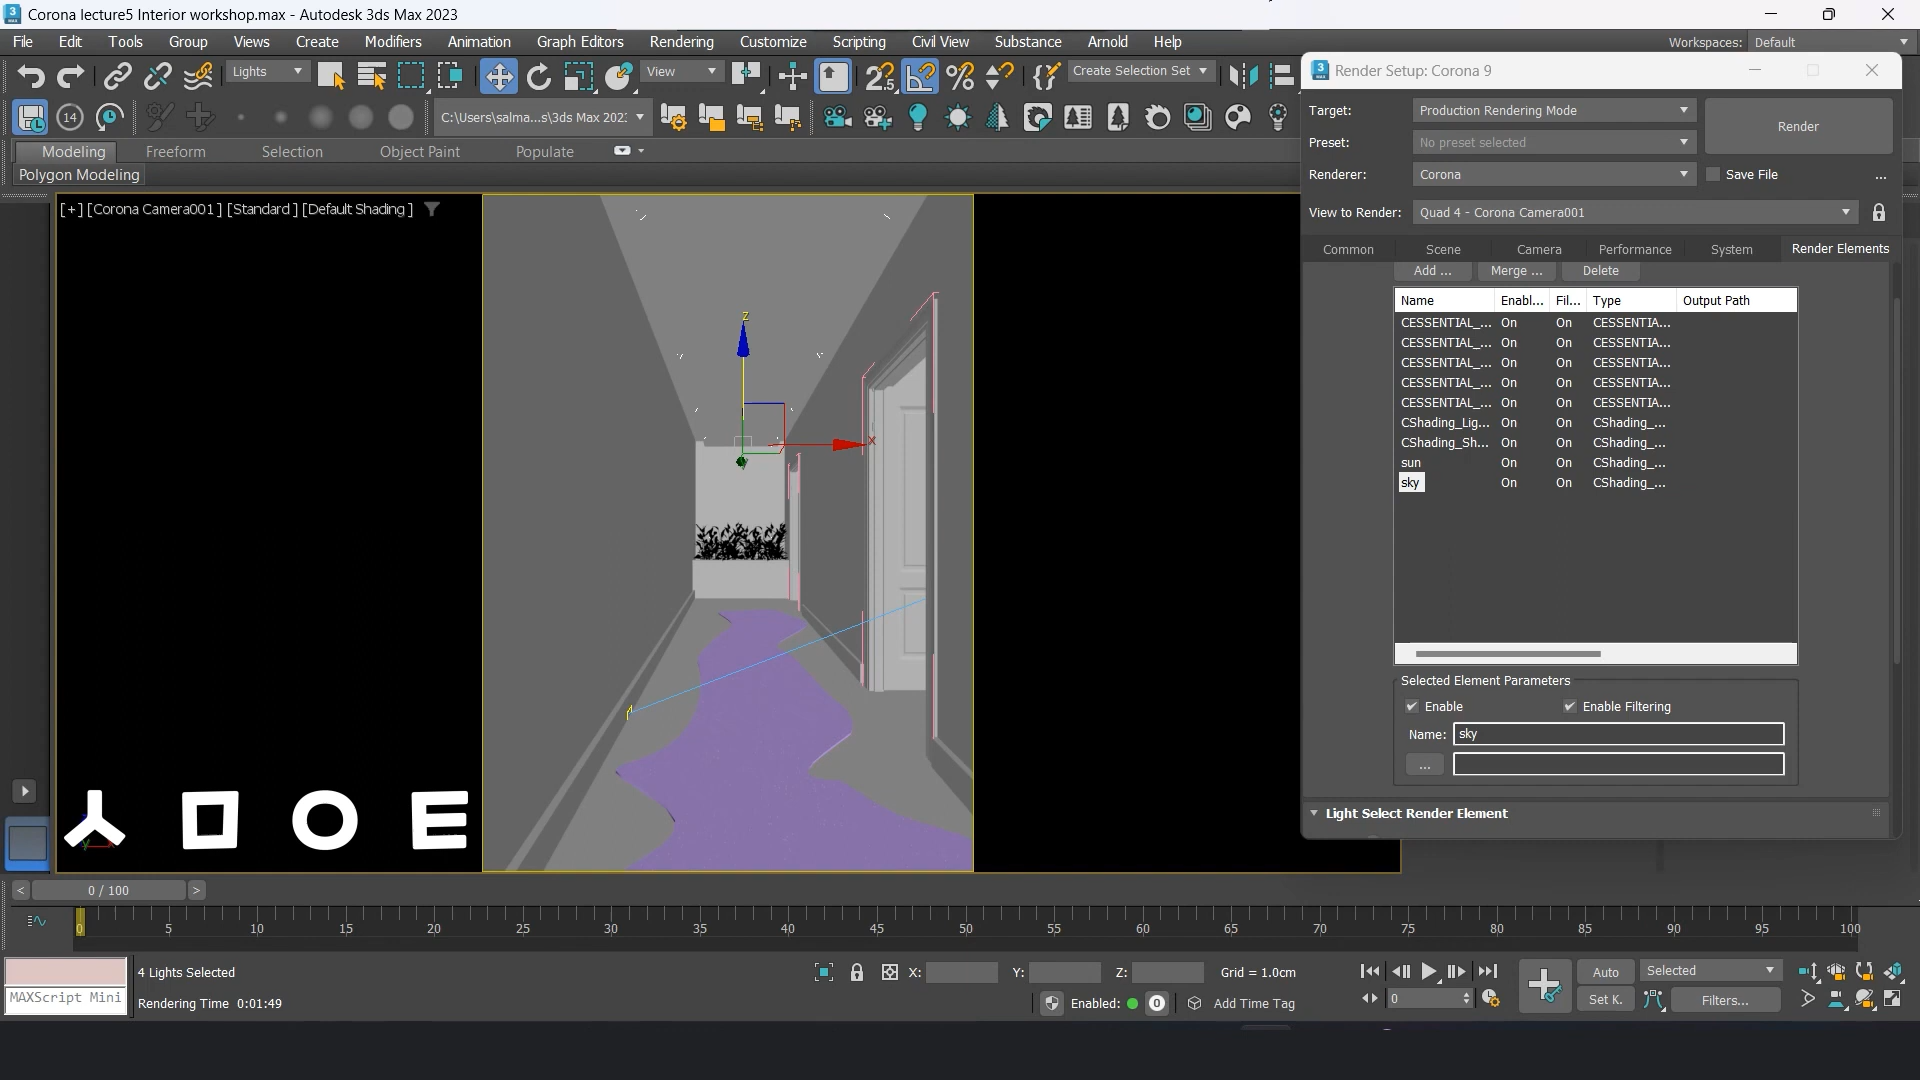 Corona lecture5 Interior workshop.max - Autodesk 3ds Max 2023
File Edit Tools Group Views Create Modifiers Animation Graph Editors Rendering Customize Scripting Civil View Substance Arnold Help
Workspaces: Default
Lights
View
Create Selection Set
14
C:\Users\salma...s\3ds Max 202
Modeling Freeform Selection Object Paint Populate
Polygon Modeling
[+] [Corona Camera001] [Standard] [Default Shading]
z
x
y
Render Setup: Corona 9
Target: Production Rendering Mode
Render
Preset: No preset selected
Renderer: Corona
Save File ...
View to Render: Quad 4 - Corona Camera001
Common Scene Camera Performance System Render Elements
Add ... Merge ... Delete
Name Enabl... Fil... Type Output Path
CESSENTIAL_... On On CESSENTIA...
CESSENTIAL_... On On CESSENTIA...
CESSENTIAL_... On On CESSENTIA...
CESSENTIAL_... On On CESSENTIA...
CESSENTIAL_... On On CESSENTIA...
CShading_Lig... On On CShading_...
CShading_Sh... On On CShading_...
sun On On CShading_...
sky On On CShading_...
Selected Element Parameters
Enable Enable Filtering
Name: sky
...
Light Select Render Element
< 0 / 100 >
0 5 10 15 20 25 30 35 40 45 50 55 60 65 70 75 80 85 90 95 100
MAXScript Mini
4 Lights Selected
Rendering Time 0:01:49
X: Y: Z: Grid = 1.0cm
Enabled: 0 Add Time Tag
0
Auto Selected
Set K. Filters...